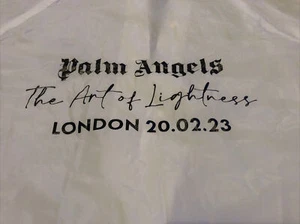 Palm Angels
The Art of Lightness
LONDON 20.02.23